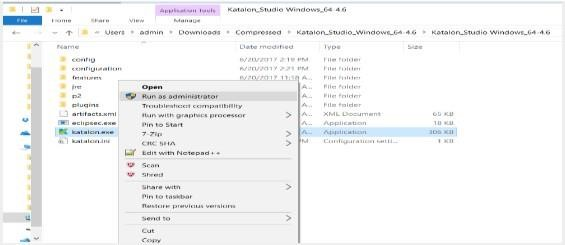 Application Tools Katalon_Studio_Windows_64-4.6
File Home Share View Manage
Users admin Downloads Compressed Katalon_Studio_Windows_64-4.6 Katalon_Studio Windows_64-4.6
Name Date modified Type Size
config 6/20/2017 2:19 PM File folder
configuration 6/20/2017 2:21 PM File folder
features 6/20/2017 11:18 A... File folder
Open
jre A... File folder
Run as administrator
p2 A... File folder
Troubleshoot compatibility
plugins A... File folder
Run with graphics processor
artifacts.xml A... XML Document 65 KB
Pin to Start
eclipsec.exe A... Application 18 KB
7-Zip
katalon.exe A... Application 306 KB
CRC SHA
katalon.ini A... Configuration setti... 1 KB
Edit with Notepad++
Scan
Shred
Share with
Pin to taskbar
Restore previous versions
Send to
Cut
Copy